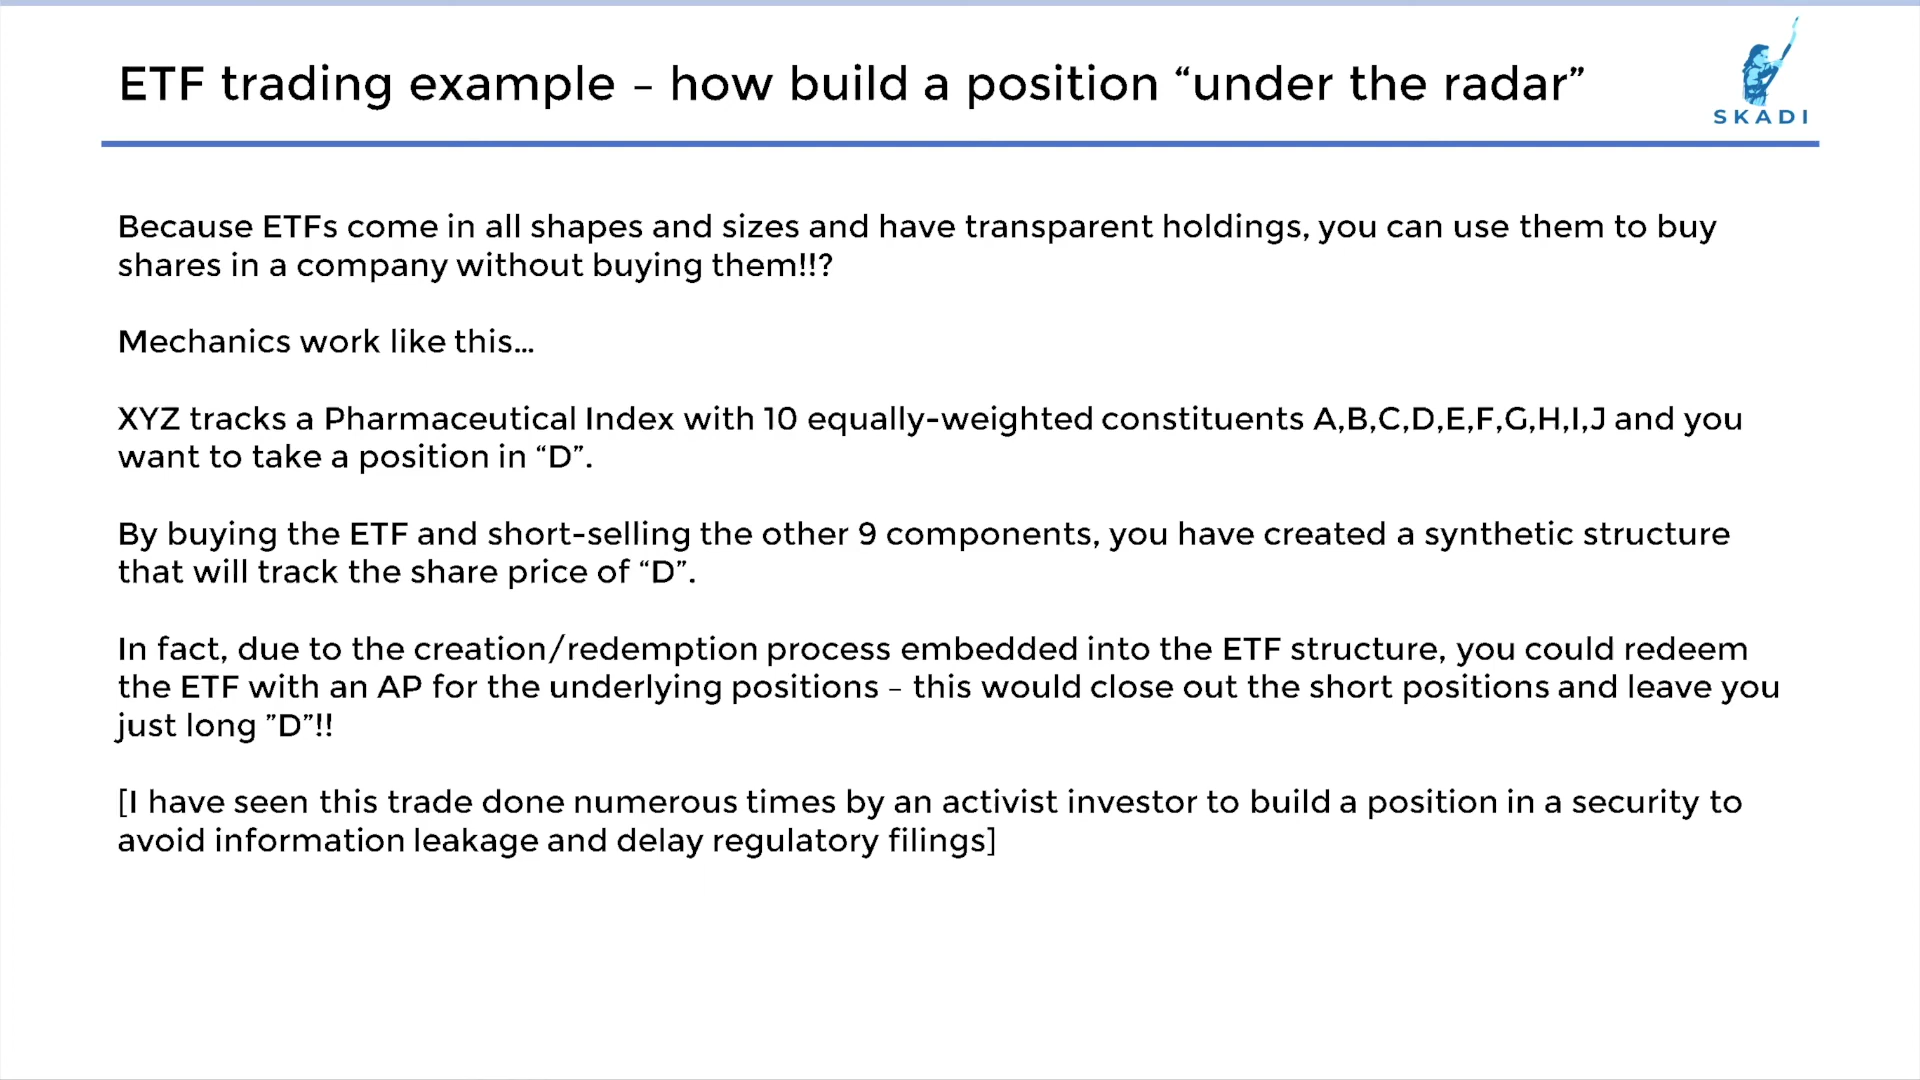 ETF trading example – how build a position “under the radar”
SKADI
Because ETFs come in all shapes and sizes and have transparent holdings, you can use them to buy
shares in a company without buying them!!?
Mechanics work like this…
XYZ tracks a Pharmaceutical Index with 10 equally-weighted constituents A,B,C,D,E,F,G,H,I,J and you
want to take a position in “D”.
By buying the ETF and short-selling the other 9 components, you have created a synthetic structure
that will track the share price of “D”.
In fact, due to the creation/redemption process embedded into the ETF structure, you could redeem
the ETF with an AP for the underlying positions – this would close out the short positions and leave you
just long ”D”!!
[I have seen this trade done numerous times by an activist investor to build a position in a security to
avoid information leakage and delay regulatory filings]